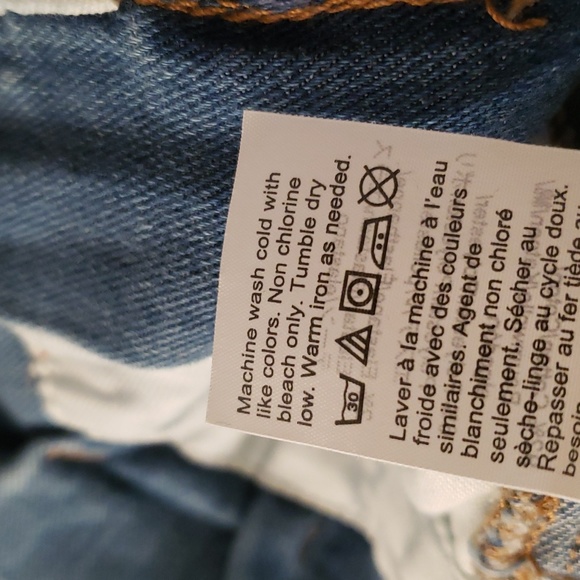 Machine wash cold with
like colors. Non chlorine
bleach only. Tumble dry
low. Warm iron as needed.
30
Laver à la machine à l'eau
froide avec des couleurs
similaires. Agent de
blanchiment non chloré
seulement. Sécher au
sèche-linge au cycle doux.
Repasser au fer tiède
besoin